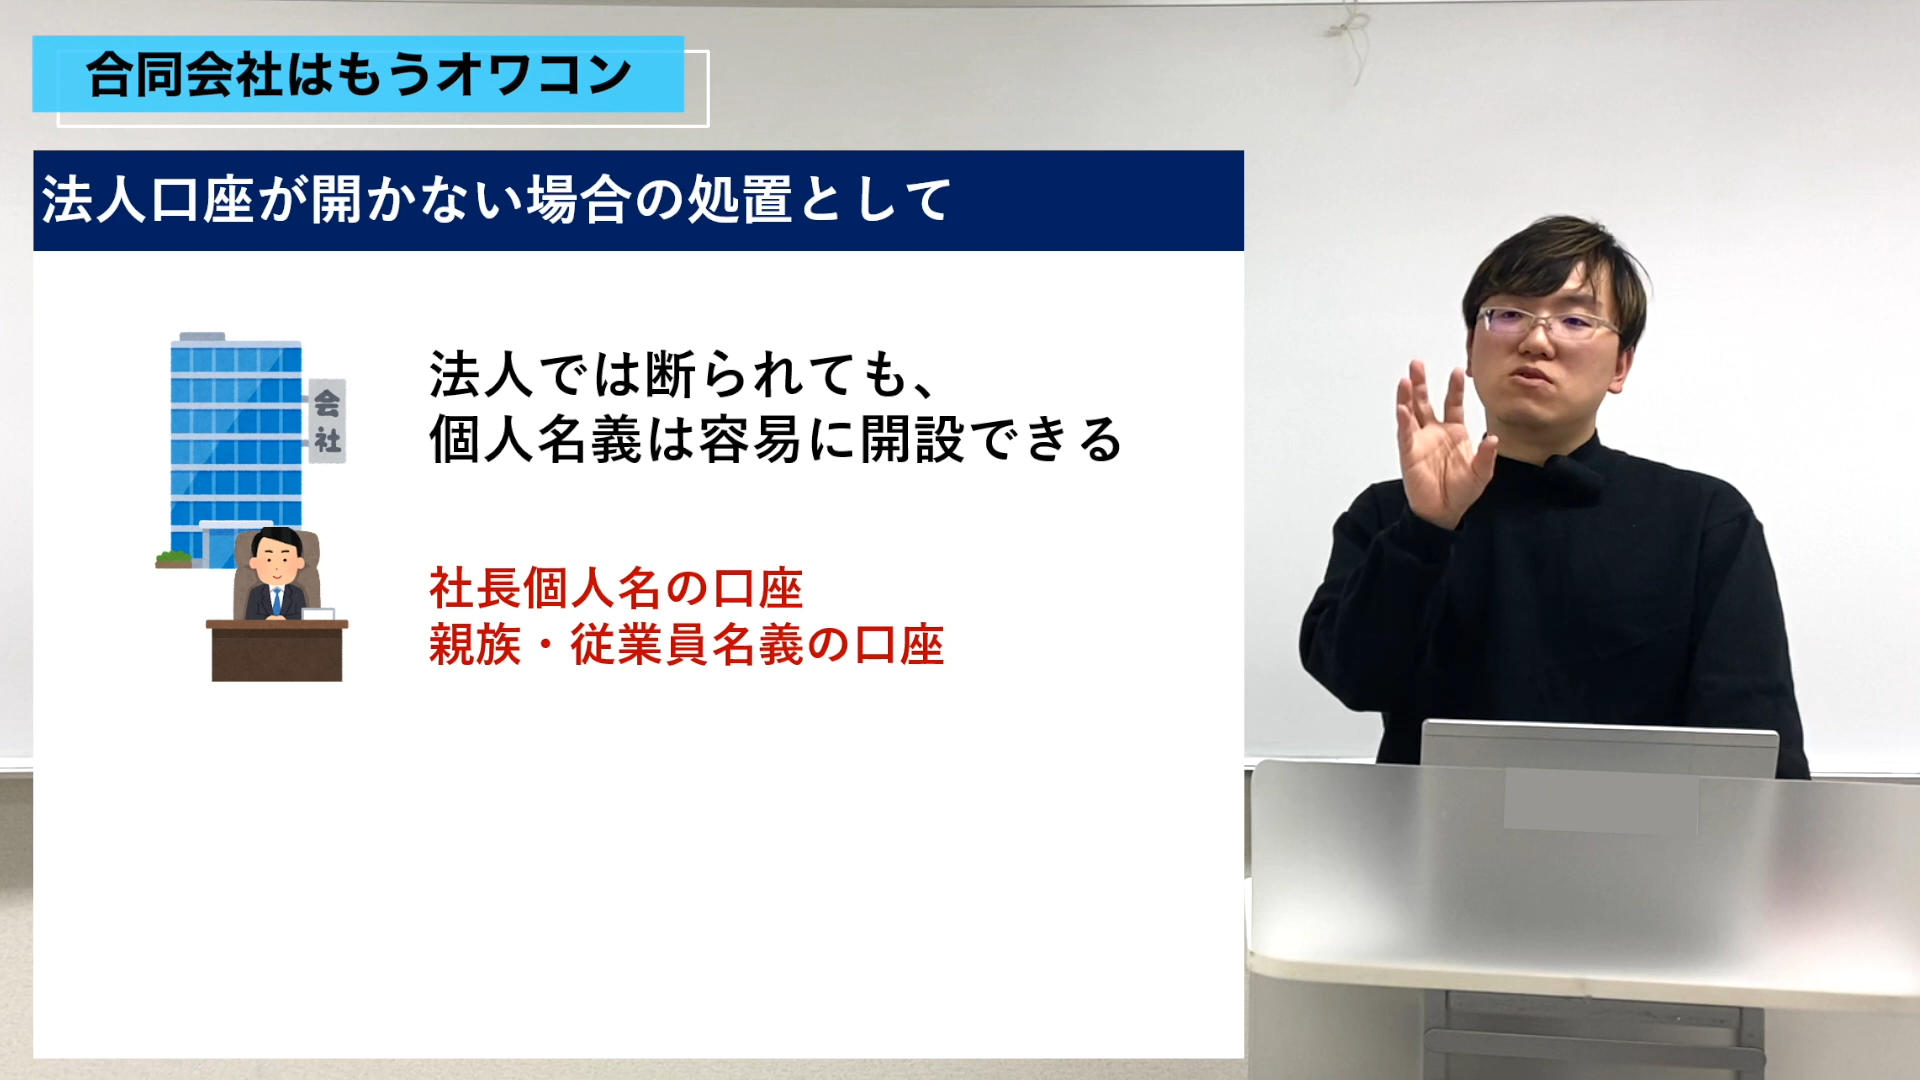 合同会社はもうオワコン
法人口座が開かない場合の処置として
会社
法人では断られても、
個人名義は容易に開設できる
社長個人名の口座
親族・従業員名義の口座